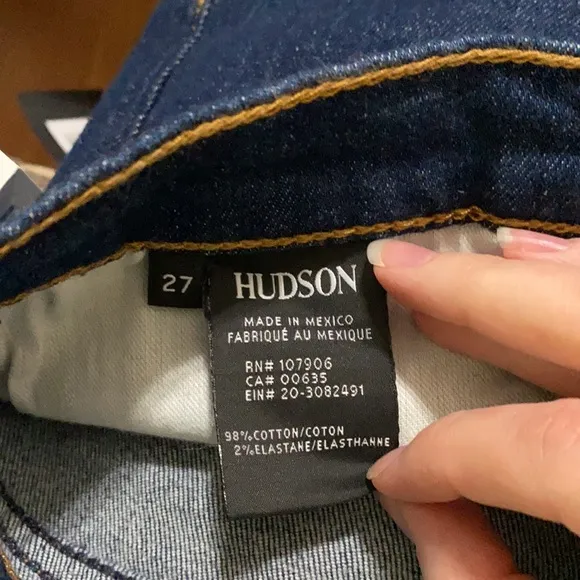 27
HUDSON
MADE IN MEXICO
FABRIQUÉ AU MEXIQUE
RN# 107906
CA# 00635
EIN# 20-3082491
98%COTTON/COTON
2%ELASTANE/ELASTHANNE